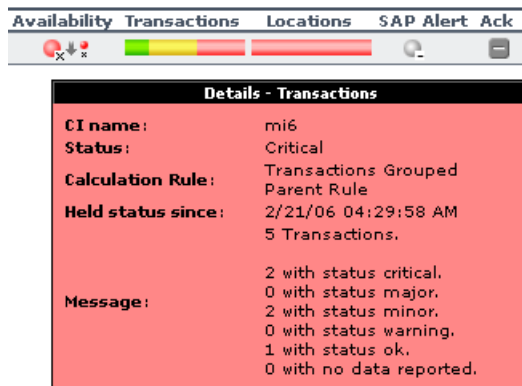 Availability Transactions Locations SAP Alert Ack
Details - Transactions
CI name: mi6
Status: Critical
Calculation Rule: Transactions Grouped
Parent Rule
Held status since: 2/21/06 04:29:58 AM
5 Transactions.
2 with status critical.
0 with status major.
Message: 2 with status minor.
0 with status warning.
1 with status ok.
0 with no data reported.